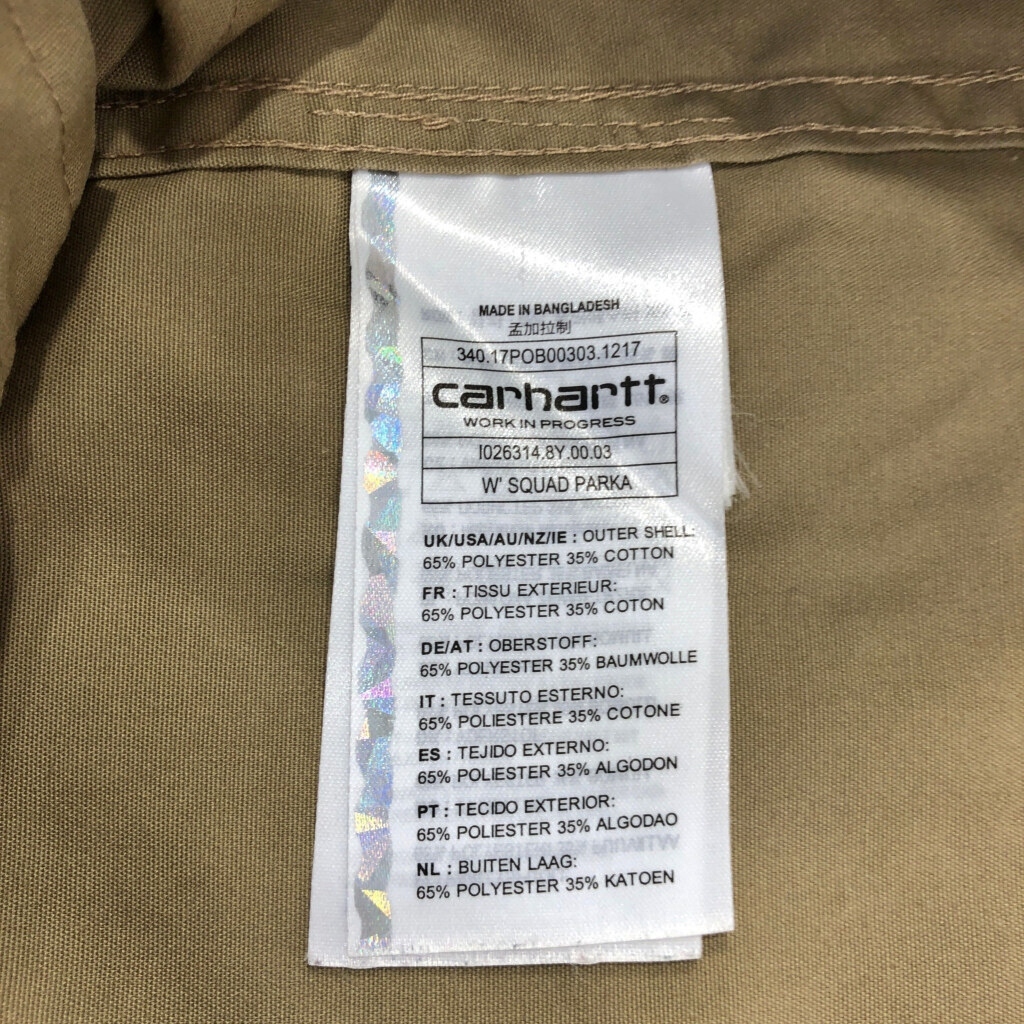 MADE IN BANGLADESH
孟加拉制
340.17POB00303.1217
carhartt®
WORK IN PROGRESS
I026314.8Y.00.03
W' SQUAD PARKA
UK/USA/AU/NZ/IE : OUTER SHELL:
65% POLYESTER 35% COTTON
FR : TISSU EXTERIEUR:
65% POLYESTER 35% COTON
DE/AT : OBERSTOFF:
65% POLYESTER 35% BAUMWOLLE
IT : TESSUTO ESTERNO:
65% POLIESTERE 35% COTONE
ES : TEJIDO EXTERNO:
65% POLIESTER 35% ALGODON
PT : TECIDO EXTERIOR:
65% POLIESTER 35% ALGODAO
NL : BUITEN LAAG:
65% POLYESTER 35% KATOEN